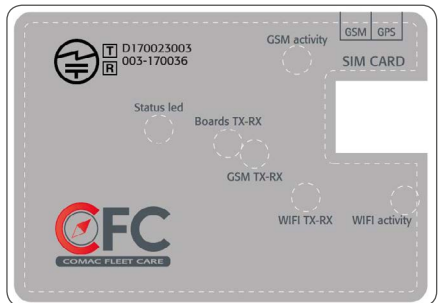 T D170023003
R 003-170036
GSM activity
GSM GPS
SIM CARD
Status led
Boards TX-RX
GSM TX-RX
WIFI TX-RX
WIFI activity
CFC
COMAC FLEET CARE